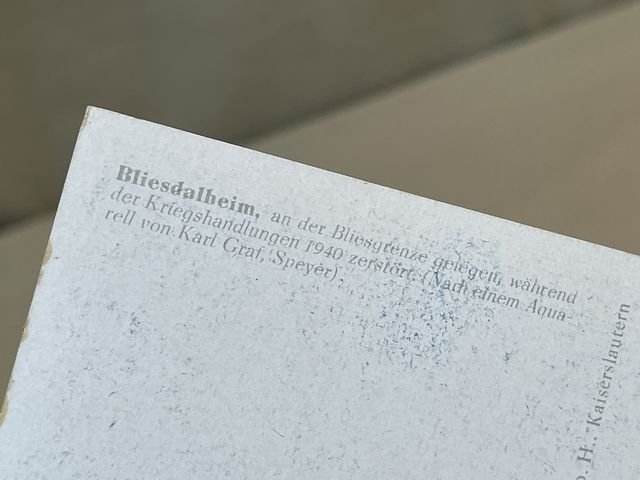 Bliesdalheim, an der Bliesgrenze gelegen, während
der Kriegshandlungen 1940 zerstört. (Nach einem Aqua-
rell von Karl Graf, Speyer)
H., Kaiserslautern